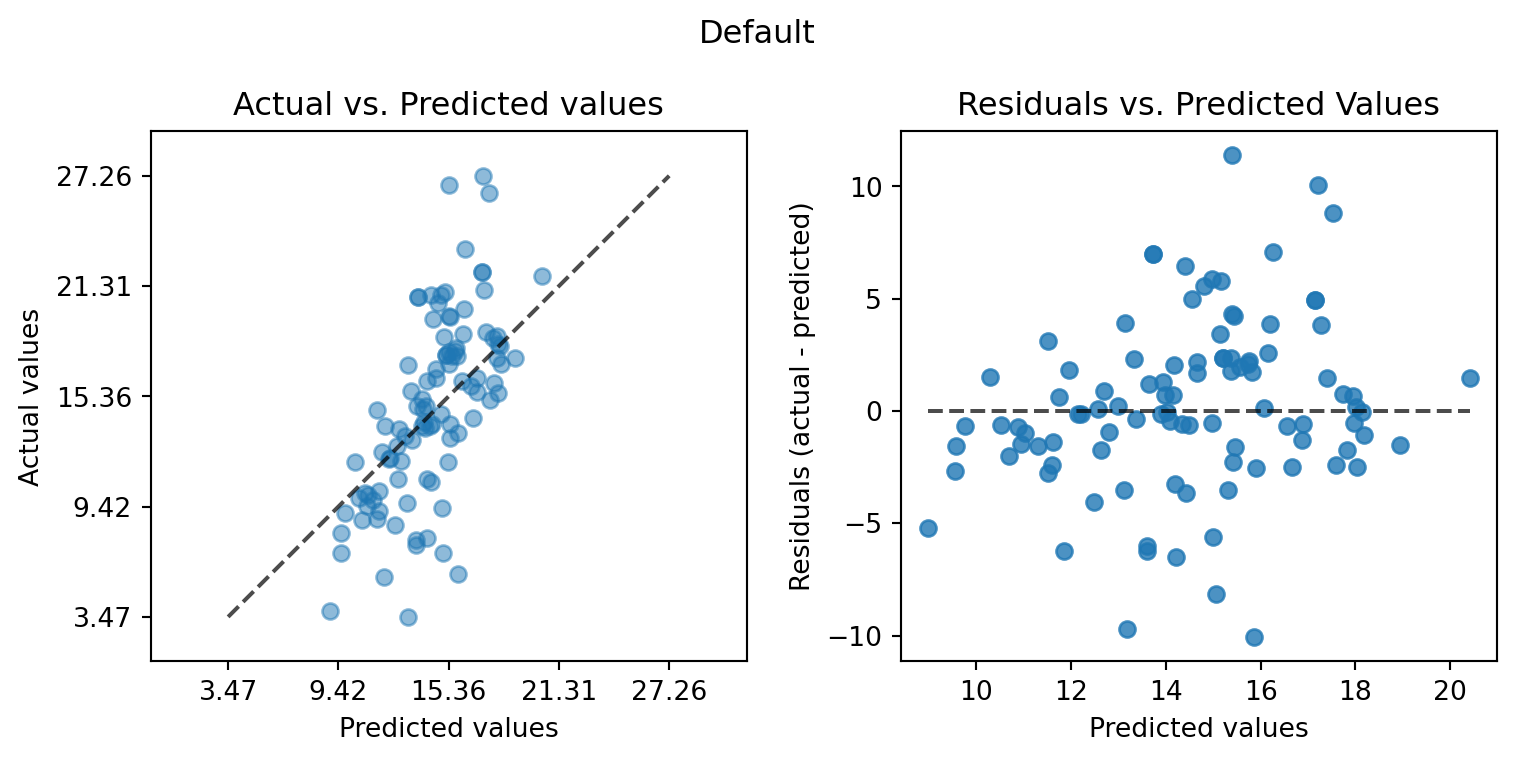 Default
Actual vs. Predicted values
Actual values
27.26
21.31
15.36
9.42
3.47
3.47 9.42 15.36 21.31 27.26
Predicted values
Residuals vs. Predicted Values
Residuals (actual - predicted)
10
5
0
−5
−10
10 12 14 16 18 20
Predicted values